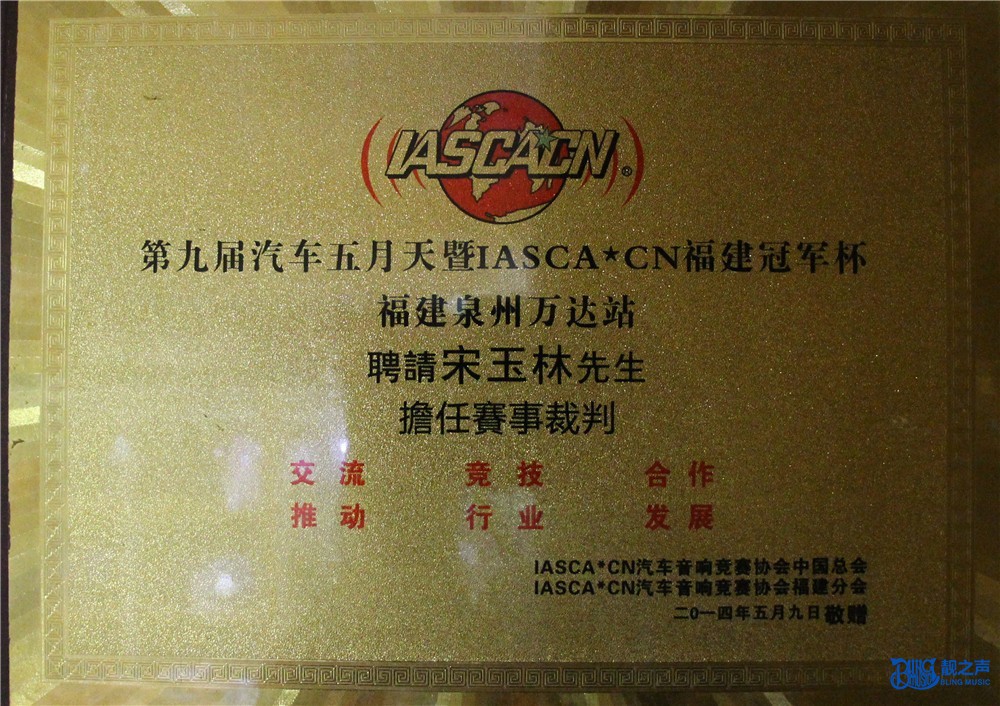 IASCA★CN®
第九届汽车五月天暨IASCA★CN福建冠军杯
福建泉州万达站
聘請宋玉林先生
擔任賽事裁判
交流 竞技 合作
推动 行业 发展
IASCA*CN汽车音响竞赛协会中国总会
IASCA*CN汽车音响竞赛协会福建分会
二0一四年五月九日敬赠
BLING MUSIC 靓之声
BLING MUSIC